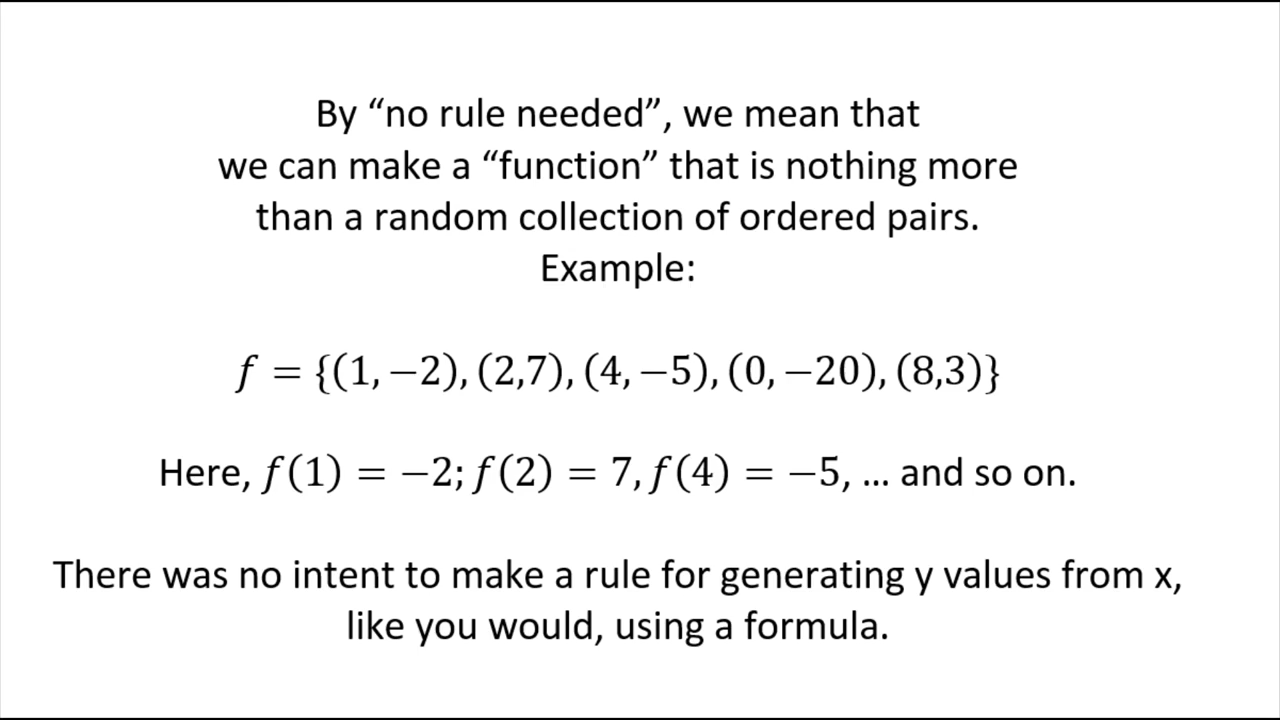 By “no rule needed”, we mean that
we can make a “function” that is nothing more
than a random collection of ordered pairs.
Example:
𝑓 = {(1, −2), (2,7), (4, −5), (0, −20), (8,3)}
Here, 𝑓(1) = −2; 𝑓(2) = 7, 𝑓(4) = −5, … and so on.
There was no intent to make a rule for generating y values from x,
like you would, using a formula.